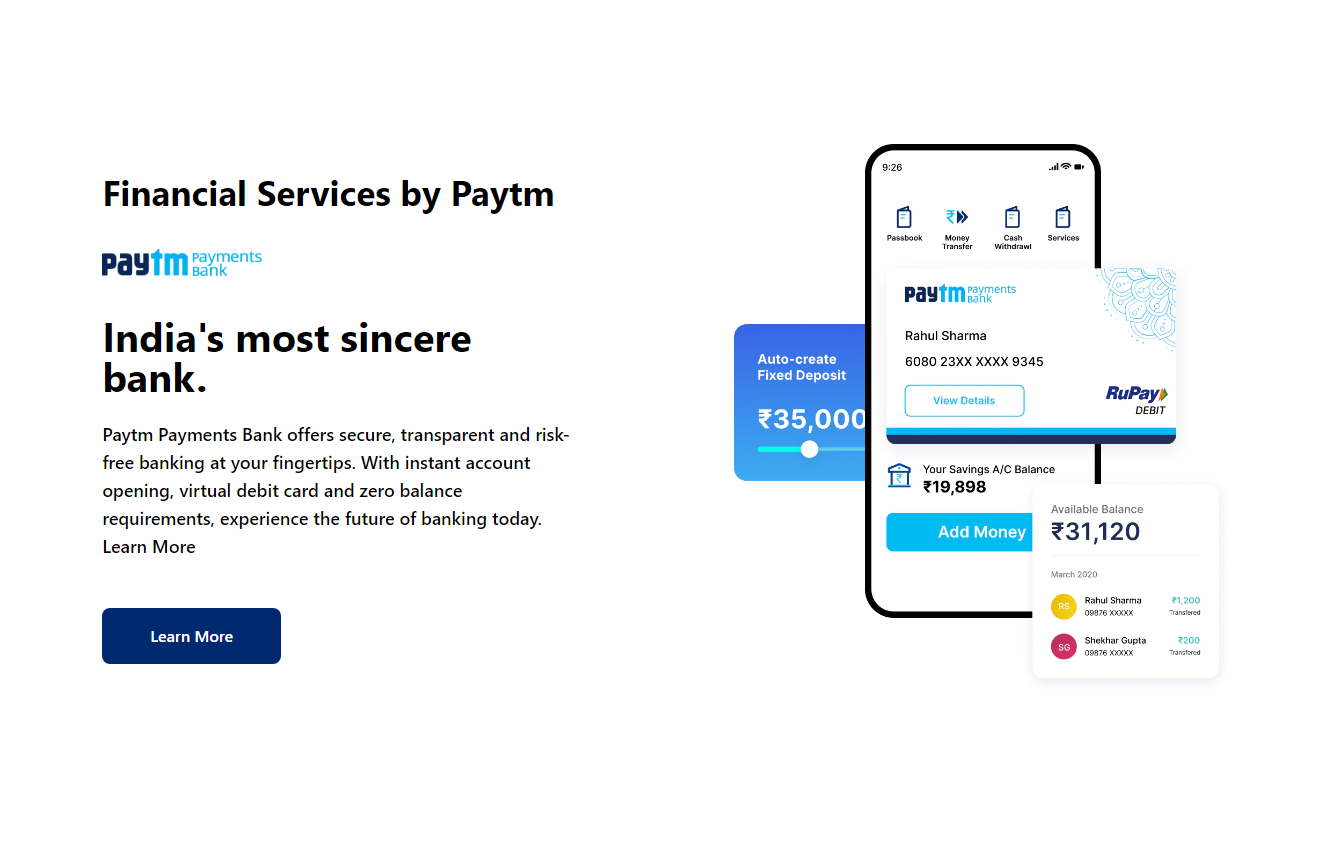 Financial Services by Paytm
paytm payments
bank
India's most sincere
bank.
Paytm Payments Bank offers secure, transparent and risk-
free banking at your fingertips. With instant account
opening, virtual debit card and zero balance
requirements, experience the future of banking today.
Learn More
Learn More
9:26
Passbook
Money
Transfer
Cash
Withdrawl
Services
paytm payments
bank
Rahul Sharma
6080 23XX XXXX 9345
View Details
RuPay
DEBIT
Auto-create
Fixed Deposit
₹35,000
Your Savings A/C Balance
₹19,898
Add Money
Available Balance
₹31,120
March 2020
RS Rahul Sharma ₹1,200
09876 XXXXX Transfered
SG Shekhar Gupta ₹200
09876 XXXXX Transfered